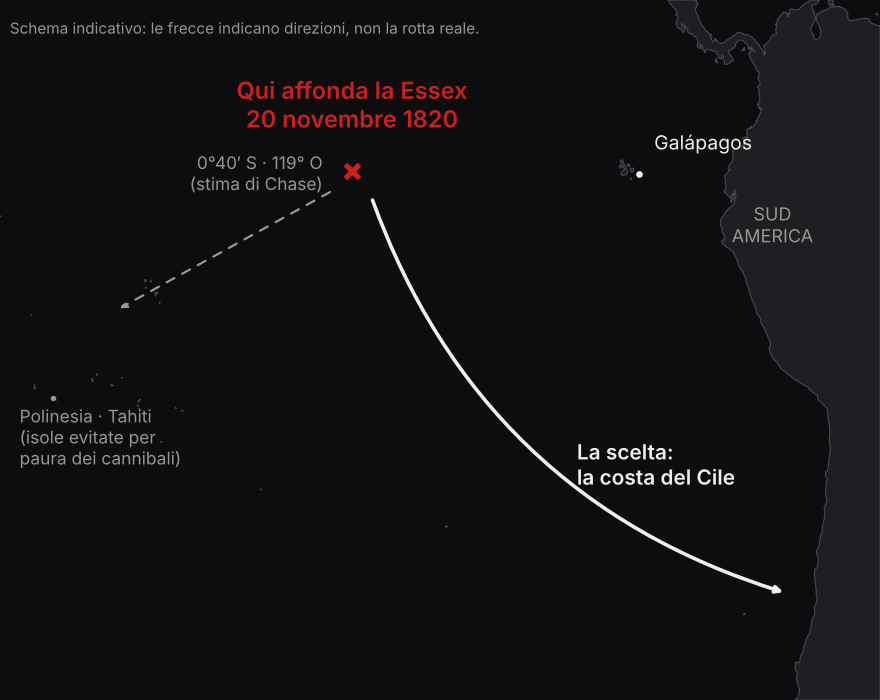 Schema indicativo: le frecce indicano direzioni, non la rotta reale.
Qui affonda la Essex
20 novembre 1820
0°40′ S · 119° O
(stima di Chase)
Galápagos
SUD
AMERICA
Polinesia · Tahiti
(isole evitate per
paura dei cannibali)
La scelta:
la costa del Cile